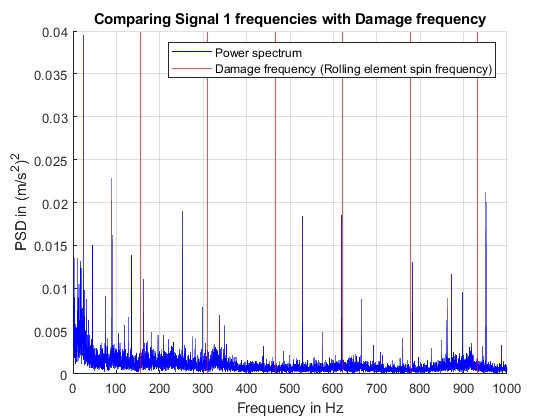 Comparing Signal 1 frequencies with Damage frequency
Power spectrum
Damage frequency (Rolling element spin frequency)
PSD in (m/s²)²
0.04
0.035
0.03
0.025
0.02
0.015
0.01
0.005
0
0 100 200 300 400 500 600 700 800 900 1000
Frequency in Hz